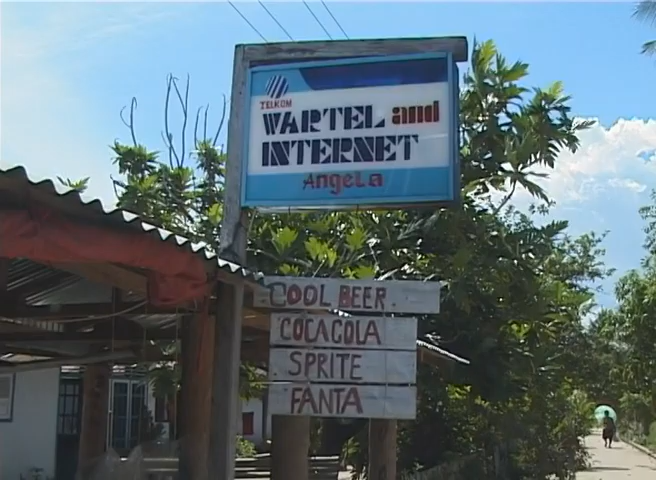 TELKOM
WARTEL and
INTERNET
AngeLa
COOL BEER.
COCACOLA
SPRITE
FANTA